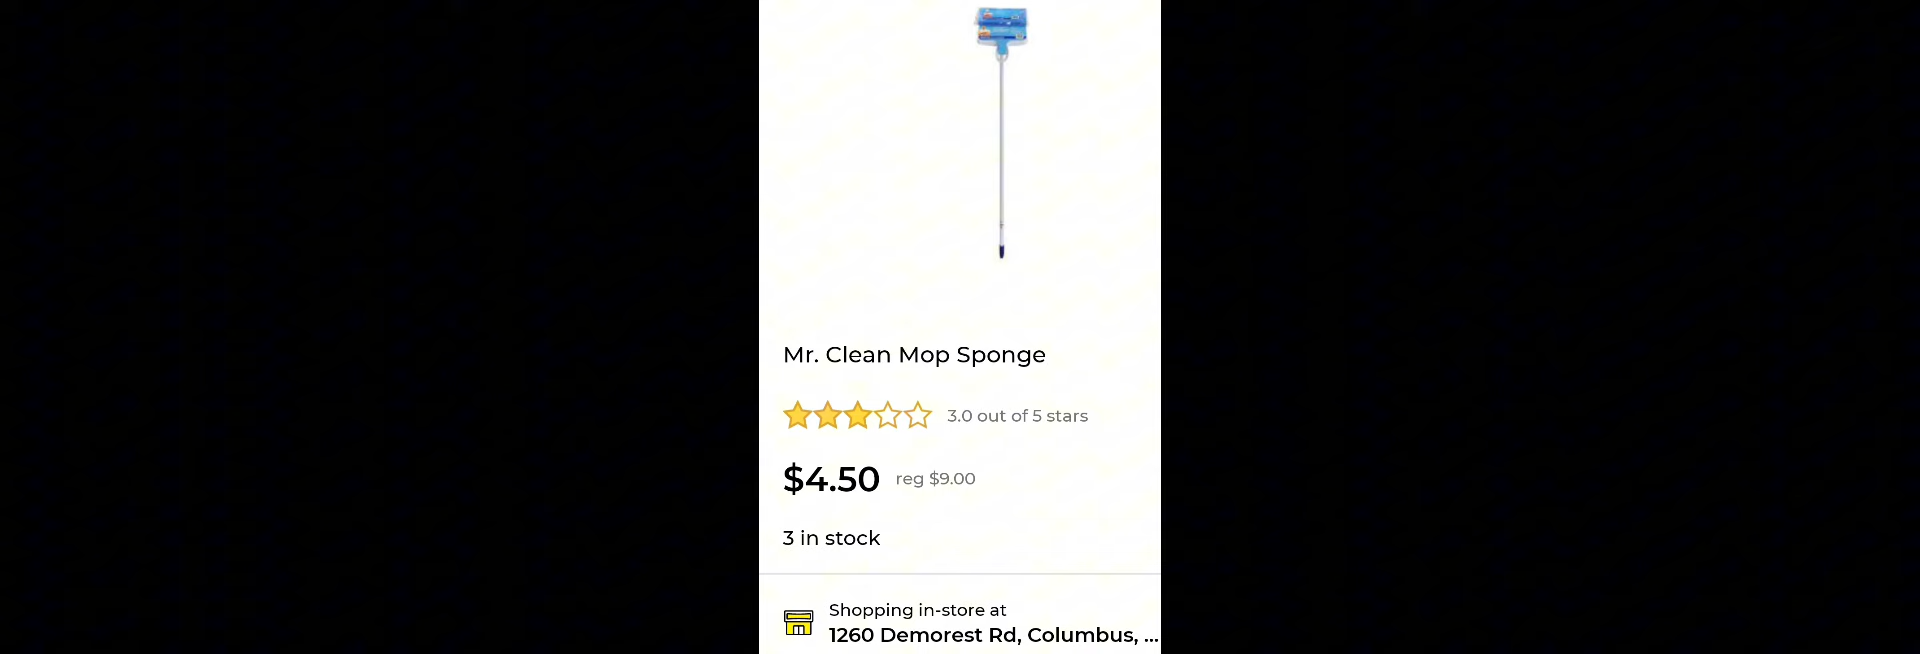 Mr. Clean Mop Sponge
3.0 out of 5 stars
$4.50 reg $9.00
3 in stock
Shopping in-store at
1260 Demorest Rd, Columbus, ...